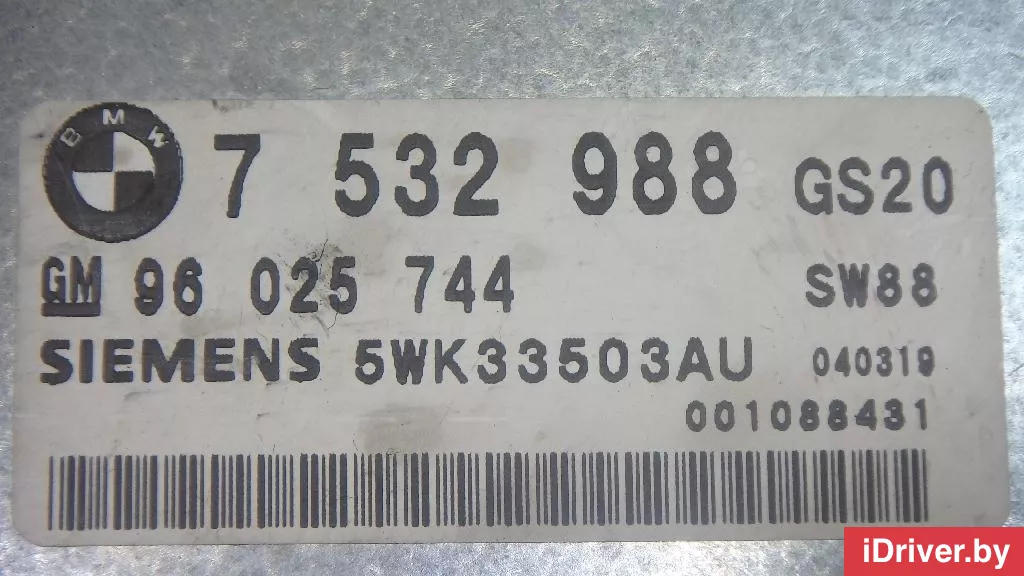 BMW 7 532 988 GS20
GM 96 025 744 SW88
SIEMENS 5WK33503AU 040319
001088431
iDriver.by